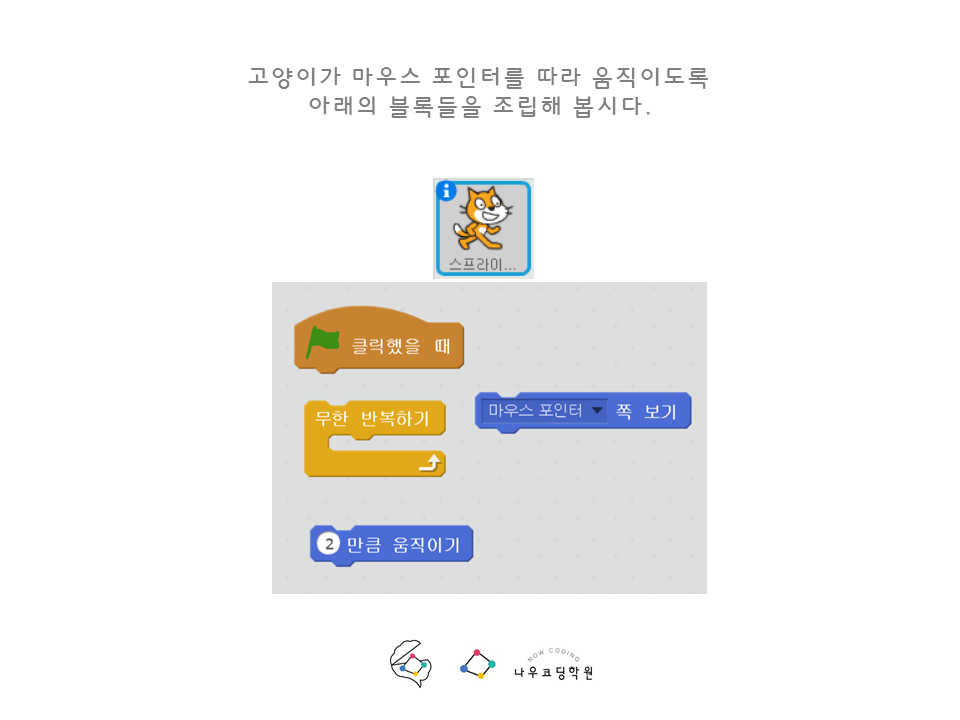 고양이가 마우스 포인터를 따라 움직이도록
아래의 블록들을 조립해 봅시다.
스프라이...
클릭했을 때
무한 반복하기
마우스 포인터 쪽 보기
2 만큼 움직이기
NOW CODING
나우코딩학원